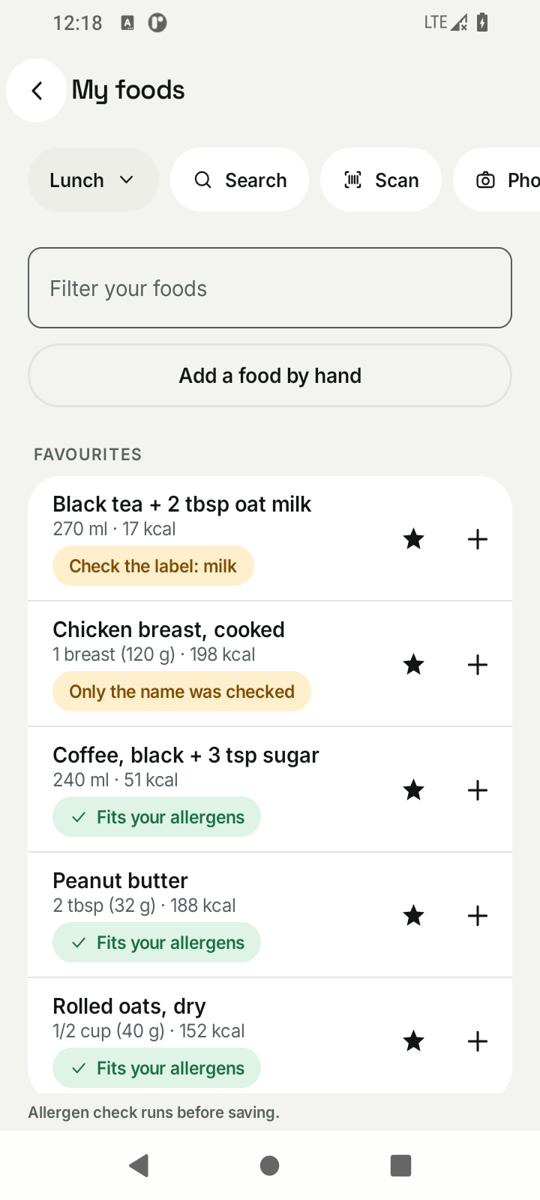 12:18
LTE
My foods
Lunch
Search
Scan
Pho
Filter your foods
Add a food by hand
FAVOURITES
Black tea + 2 tbsp oat milk
270 ml · 17 kcal
Check the label: milk
Chicken breast, cooked
1 breast (120 g) · 198 kcal
Only the name was checked
Coffee, black + 3 tsp sugar
240 ml · 51 kcal
Fits your allergens
Peanut butter
2 tbsp (32 g) · 188 kcal
Fits your allergens
Rolled oats, dry
1/2 cup (40 g) · 152 kcal
Fits your allergens
Allergen check runs before saving.